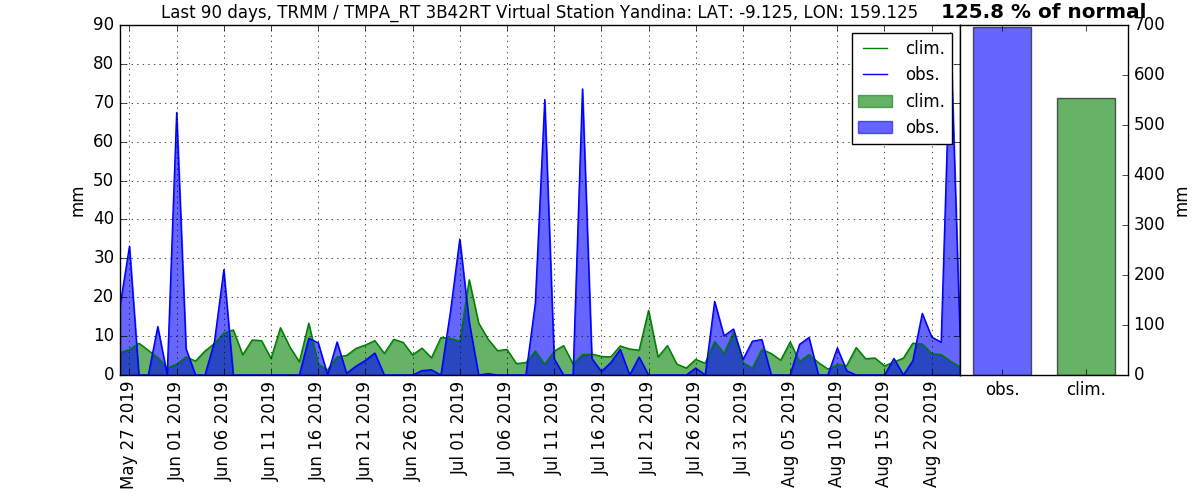 Last 90 days, TRMM / TMPA_RT 3B42RT Virtual Station Yandina: LAT: -9.125, LON: 159.125
125.8 % of normal
90
80
70
60
50
40
30
20
10
0
mm
clim.
obs.
clim.
obs.
700
600
500
400
300
200
100
0
mm
May 27 2019
Jun 01 2019
Jun 06 2019
Jun 11 2019
Jun 16 2019
Jun 21 2019
Jun 26 2019
Jul 01 2019
Jul 06 2019
Jul 11 2019
Jul 16 2019
Jul 21 2019
Jul 26 2019
Jul 31 2019
Aug 05 2019
Aug 10 2019
Aug 15 2019
Aug 20 2019
obs.
clim.